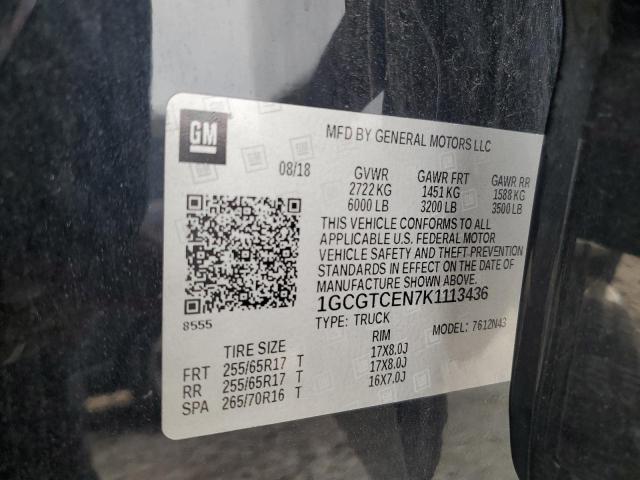 GM
MFD BY GENERAL MOTORS LLC
08/18 GVWR GAWR FRT GAWR RR
2722 KG 1451 KG 1588 KG
6000 LB 3200 LB 3500 LB
THIS VEHICLE CONFORMS TO ALL
APPLICABLE U.S. FEDERAL MOTOR
VEHICLE SAFETY AND THEFT PREVENTION
STANDARDS IN EFFECT ON THE DATE OF
MANUFACTURE SHOWN ABOVE.
1GCGTCEN7K1113436
8555 TYPE: TRUCK MODEL: 7612N43
TIRE SIZE RIM
FRT 255/65R17 T 17X8.0J
RR 255/65R17 T 17X8.0J
SPA 265/70R16 T 16X7.0J